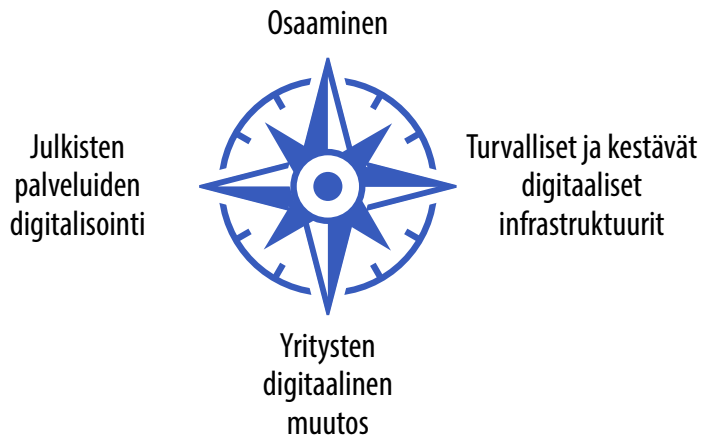 Osaaminen
Julkisten
palveluiden
digitalisointi
Turvalliset ja kestävät
digitaaliset
infrastruktuurit
Yritysten
digitaalinen
muutos